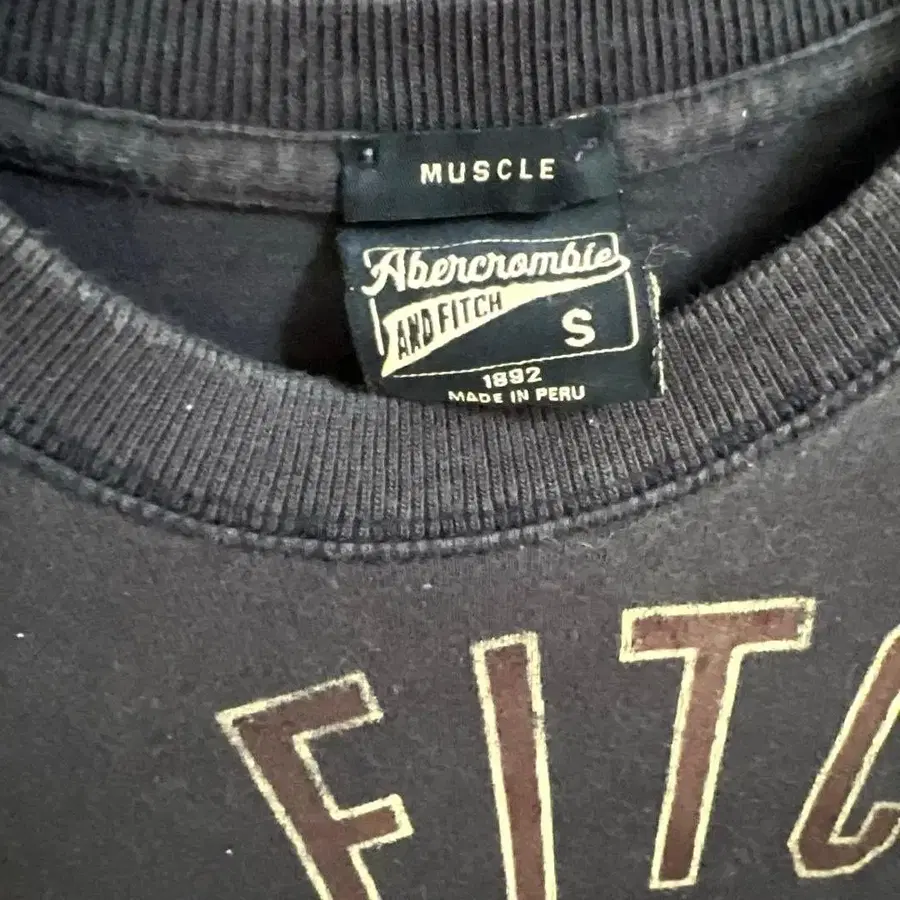 MUSCLE
Abercrombie
AND FITCH
S
1892
MADE IN PERU
FITC